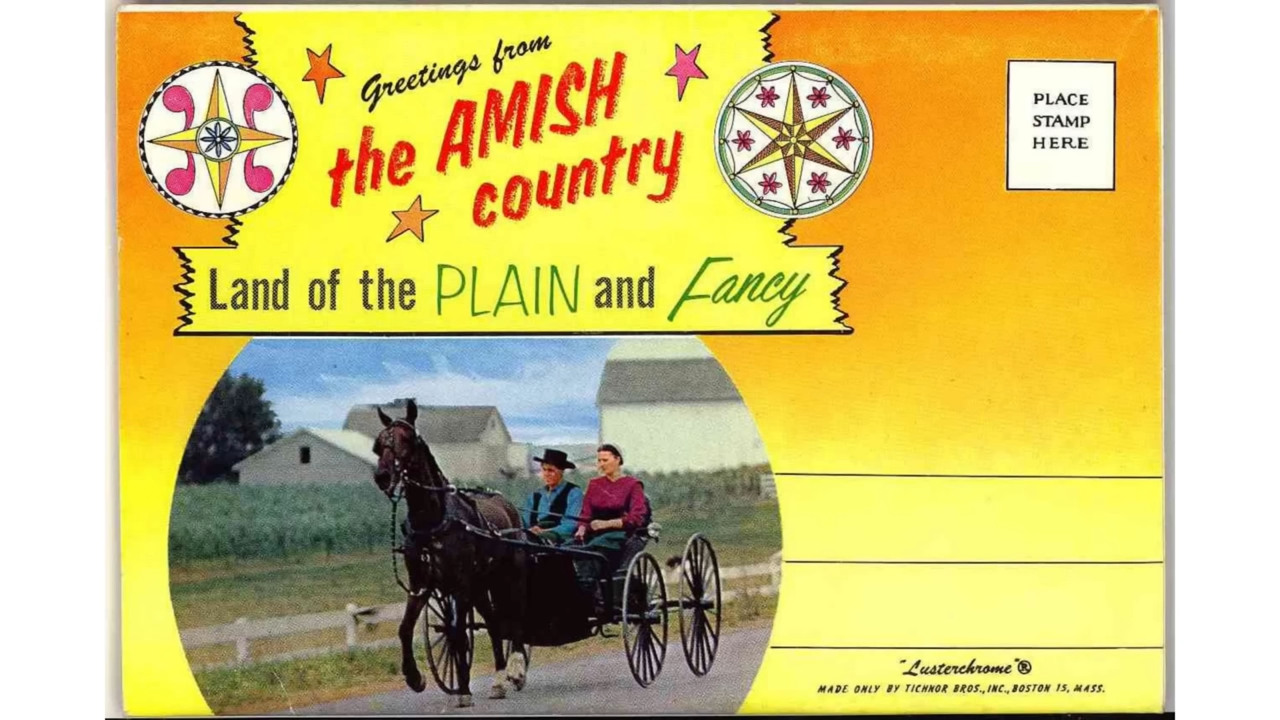 Greetings from
the AMISH
country
Land of the PLAIN and Fancy
PLACE
STAMP
HERE
"Lusterchrome"®
MADE ONLY BY TICHNOR BROS., INC., BOSTON 15, MASS.